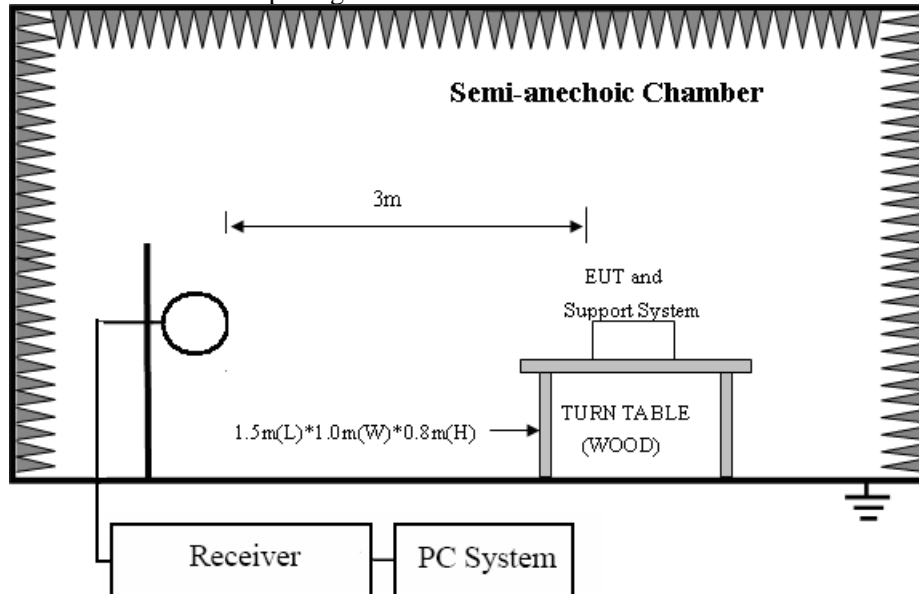 Semi-anechoic Chamber
3m
EUT and
Support System
1.5m(L)*1.0m(W)*0.8m(H)
TURN TABLE
(WOOD)
Receiver
PC System